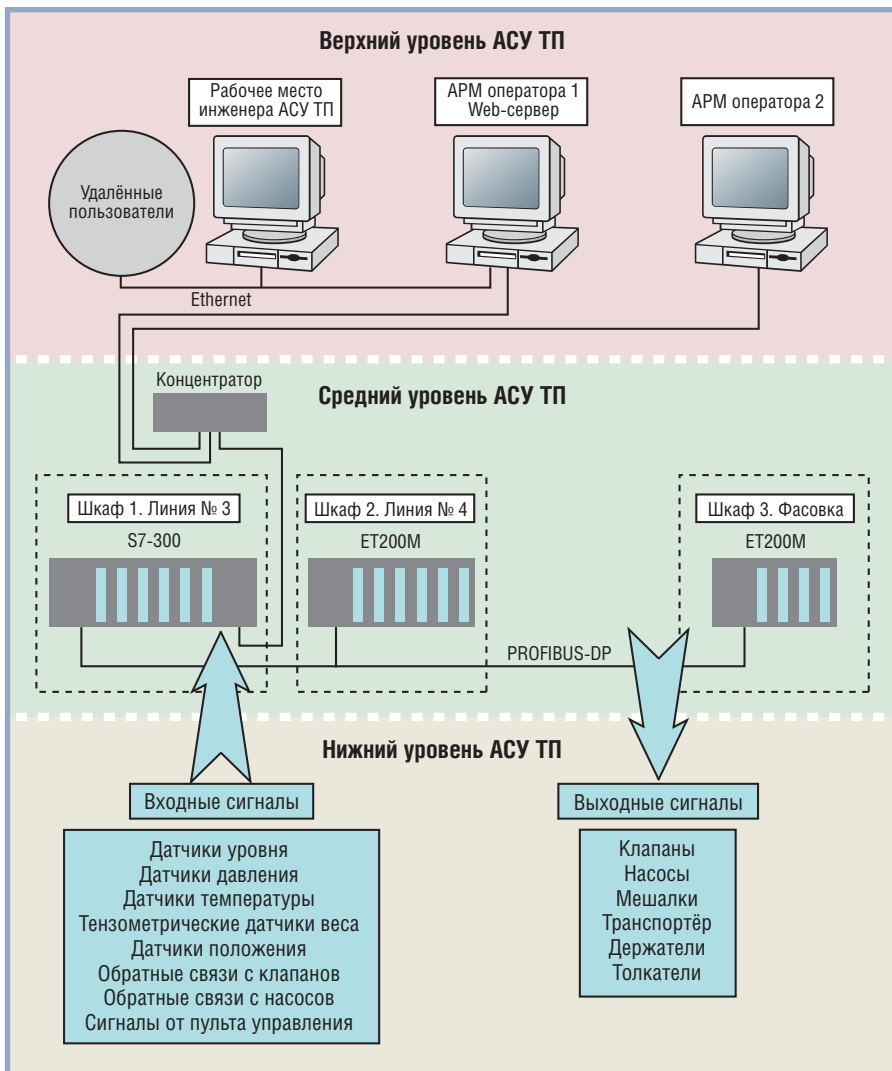 Верхний уровень АСУ ТП
Рабочее место
инженера АСУ ТП
АРМ оператора 1
Web-сервер
АРМ оператора 2
Удалённые
пользователи
Ethernet
Концентратор
Средний уровень АСУ ТП
Шкаф 1. Линия № 3
S7-300
Шкаф 2. Линия № 4
ET200M
Шкаф 3. Фасовка
ET200M
PROFIBUS-DP
Нижний уровень АСУ ТП
Входные сигналы
Датчики уровня
Датчики давления
Датчики температуры
Тензометрические датчики веса
Датчики положения
Обратные связи с клапанов
Обратные связи с насосов
Сигналы от пульта управления
Выходные сигналы
Клапаны
Насосы
Мешалки
Транспортёр
Держатели
Толкатели